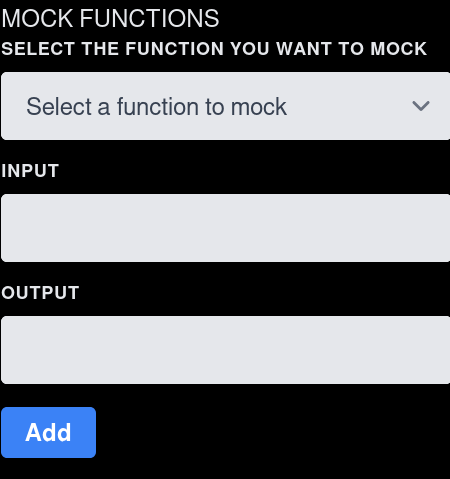 MOCK FUNCTIONS
SELECT THE FUNCTION YOU WANT TO MOCK
Select a function to mock
INPUT
OUTPUT
Add